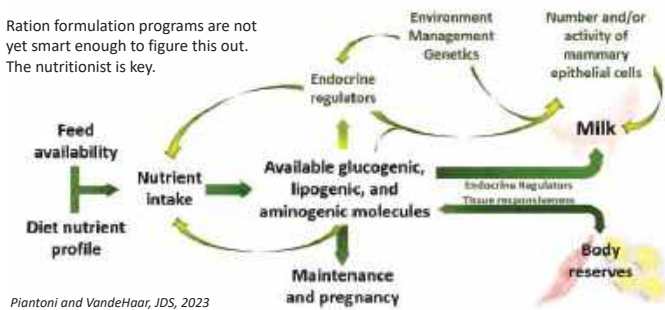 Ration formulation programs are not
yet smart enough to figure this out.
The nutritionist is key.
Environment
Management
Genetics
Number and/or
activity of
mammary
epithelial cells
Endocrine
regulators
Milk
Feed
availability
Nutrient
intake
Available glucogenic,
lipogenic, and
aminogenic molecules
Endocrine Regulators
Tissue responsiveness
Diet nutrient
profile
Body
reserves
Maintenance
and pregnancy
Piantoni and VandeHaar, JDS, 2023